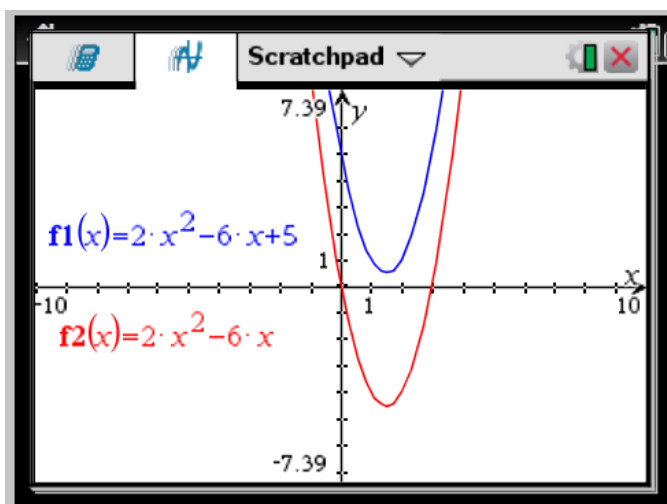 Scratchpad
7.39 y
f1(x)=2·x²-6·x+5
1
x
-10 1 10
f2(x)=2·x²-6·x
-7.39